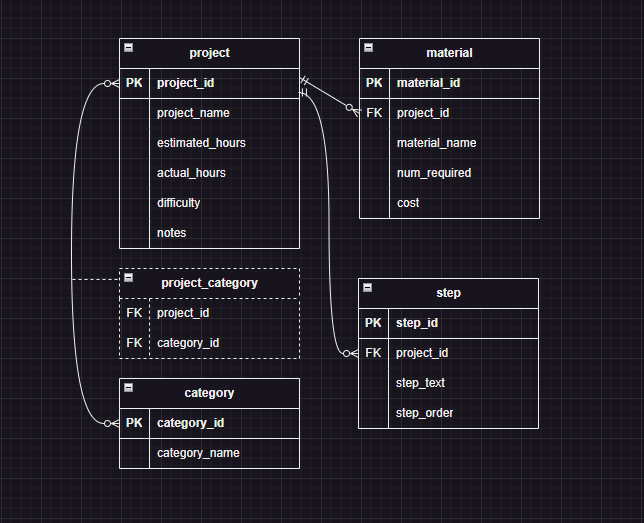 project
PK project_id
project_name
estimated_hours
actual_hours
difficulty
notes
material
PK material_id
FK project_id
material_name
num_required
cost
project_category
FK project_id
FK category_id
step
PK step_id
FK project_id
step_text
step_order
category
PK category_id
category_name